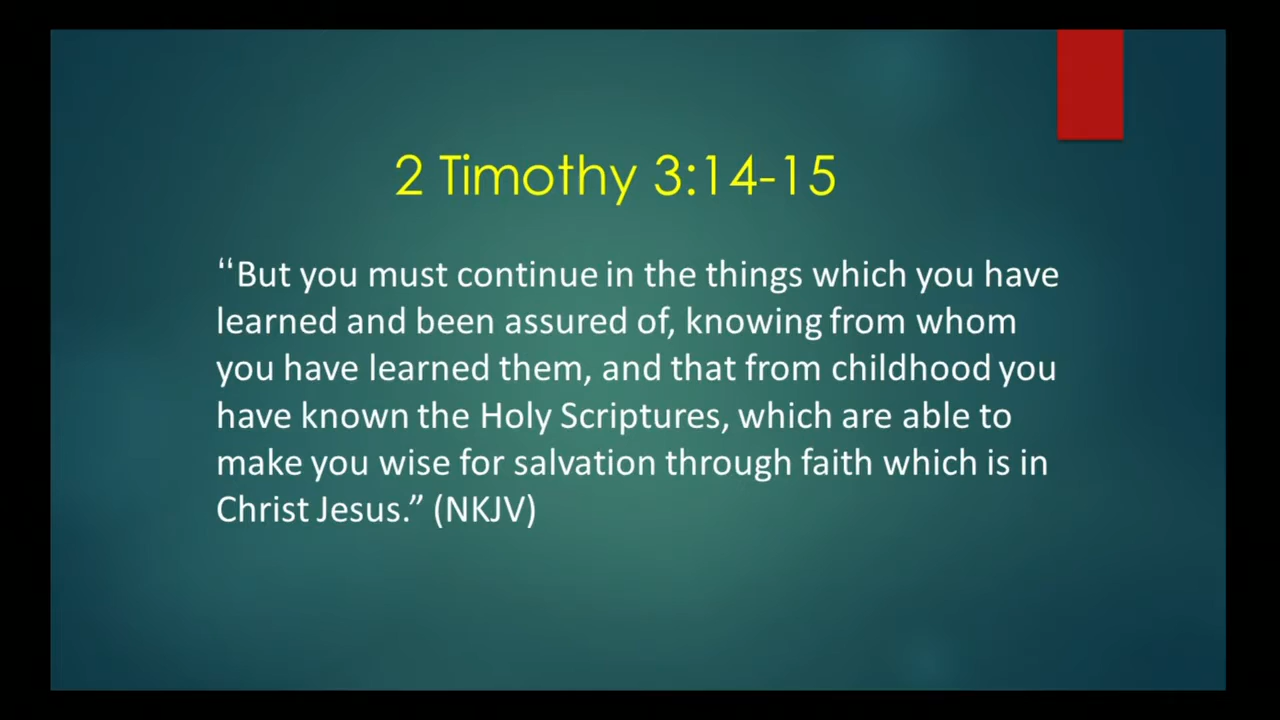 2 Timothy 3:14-15
“But you must continue in the things which you have
learned and been assured of, knowing from whom
you have learned them, and that from childhood you
have known the Holy Scriptures, which are able to
make you wise for salvation through faith which is in
Christ Jesus.” (NKJV)